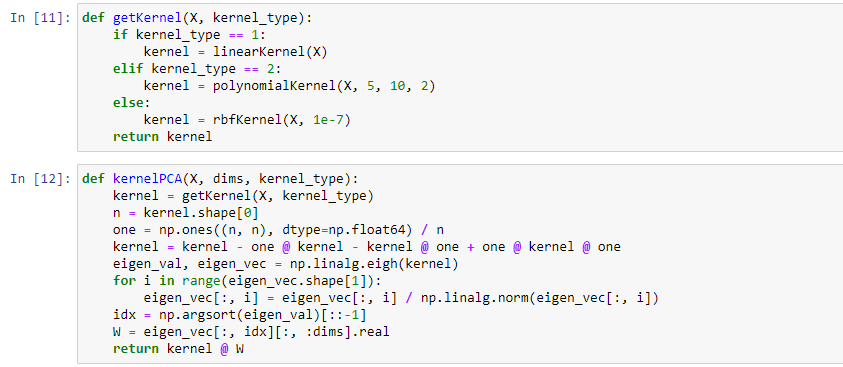 In [11]: def getKernel(X, kernel_type):
    if kernel_type == 1:
        kernel = linearKernel(X)
    elif kernel_type == 2:
        kernel = polynomialKernel(X, 5, 10, 2)
    else:
        kernel = rbfKernel(X, 1e-7)
    return kernel
In [12]: def kernelPCA(X, dims, kernel_type):
    kernel = getKernel(X, kernel_type)
    n = kernel.shape[0]
    one = np.ones((n, n), dtype=np.float64) / n
    kernel = kernel - one @ kernel - kernel @ one + one @ kernel @ one
    eigen_val, eigen_vec = np.linalg.eigh(kernel)
    for i in range(eigen_vec.shape[1]):
        eigen_vec[:, i] = eigen_vec[:, i] / np.linalg.norm(eigen_vec[:, i])
    idx = np.argsort(eigen_val)[::-1]
    W = eigen_vec[:, idx][:, :dims].real
    return kernel @ W